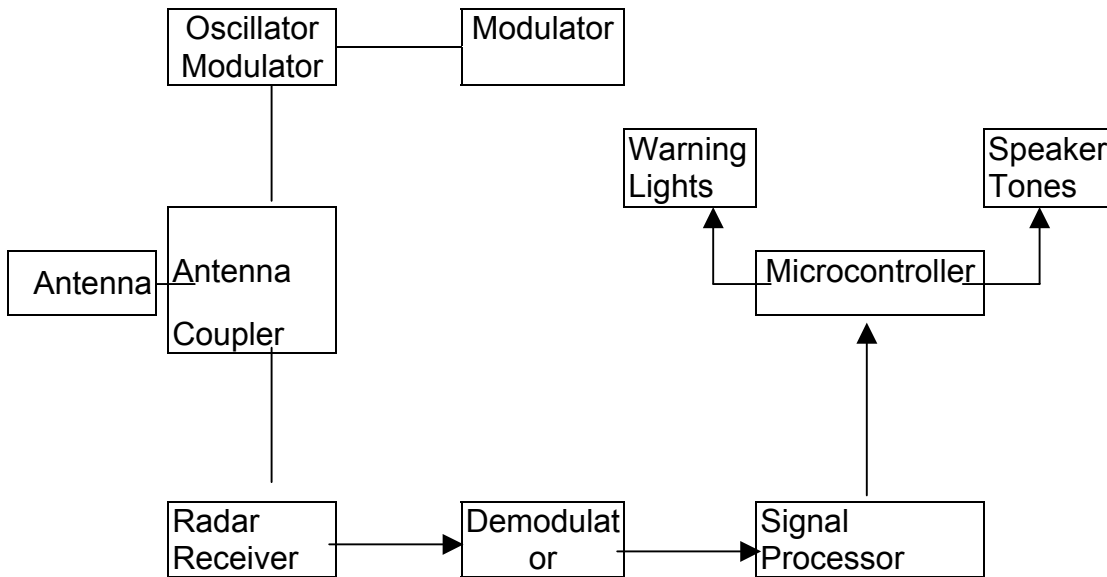 Oscillator
Modulator
Modulator
Warning
Lights
Speaker
Tones
Antenna
Antenna
Coupler
Microcontroller
Radar
Receiver
Demodulat
or
Signal
Processor